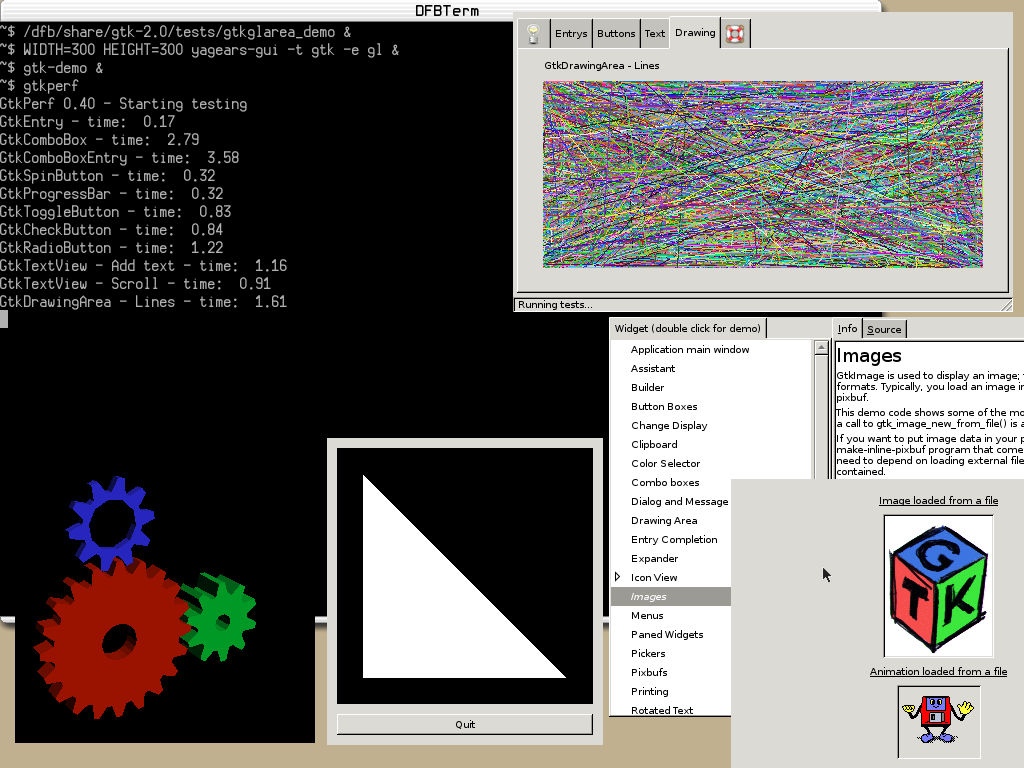 DFBTerm
~$ /dfb/share/gtk-2.0/tests/gtkglarea_demo &
~$ WIDTH=300 HEIGHT=300 yagears-gui -t gtk -e gl &
~$ gtk-demo &
~$ gtkperf
GtkPerf 0.40 - Starting testing
GtkEntry - time:  0.17
GtkComboBox - time:  2.79
GtkComboBoxEntry - time:  3.58
GtkSpinButton - time:  0.32
GtkProgressBar - time:  0.32
GtkToggleButton - time:  0.83
GtkCheckButton - time:  0.84
GtkRadioButton - time:  1.22
GtkTextView - Add text - time:  1.16
GtkTextView - Scroll - time:  0.91
GtkDrawingArea - Lines - time:  1.61
Entrys Buttons Text Drawing
GtkDrawingArea - Lines
Running tests...
Widget (double click for demo)
Application main window
Assistant
Builder
Button Boxes
Change Display
Clipboard
Color Selector
Combo boxes
Dialog and Message
Drawing Area
Entry Completion
Expander
Icon View
Images
Menus
Paned Widgets
Pickers
Pixbufs
Printing
Rotated Text
Info Source
Images
GtkImage is used to display an image;
formats. Typically, you load an image in
pixbuf.
This demo code shows some of the mo
a call to gtk_image_new_from_file() is a
If you want to put image data in your p
make-inline-pixbuf program that come
need to depend on loading external file
contained.
Image loaded from a file
G
T K
Animation loaded from a file
Quit